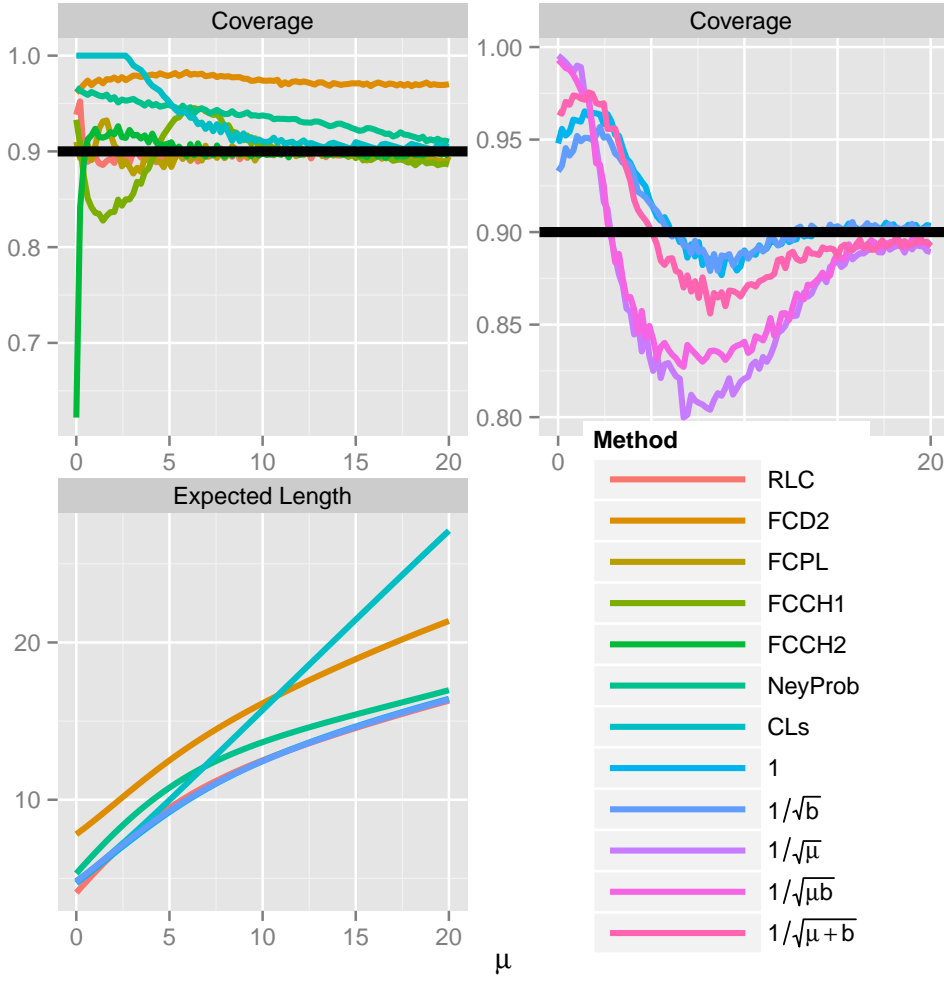 Coverage
1.0
0.9
0.8
0.7
0 5 10 15 20
Coverage
1.00
0.95
0.90
0.85
0.80
0 20
Expected Length
20
10
0 5 10 15 20
μ
Method
RLC
FCD2
FCPL
FCCH1
FCCH2
NeyProb
CLs
1
1/√b
1/√μ
1/√μb
1/√μ+b